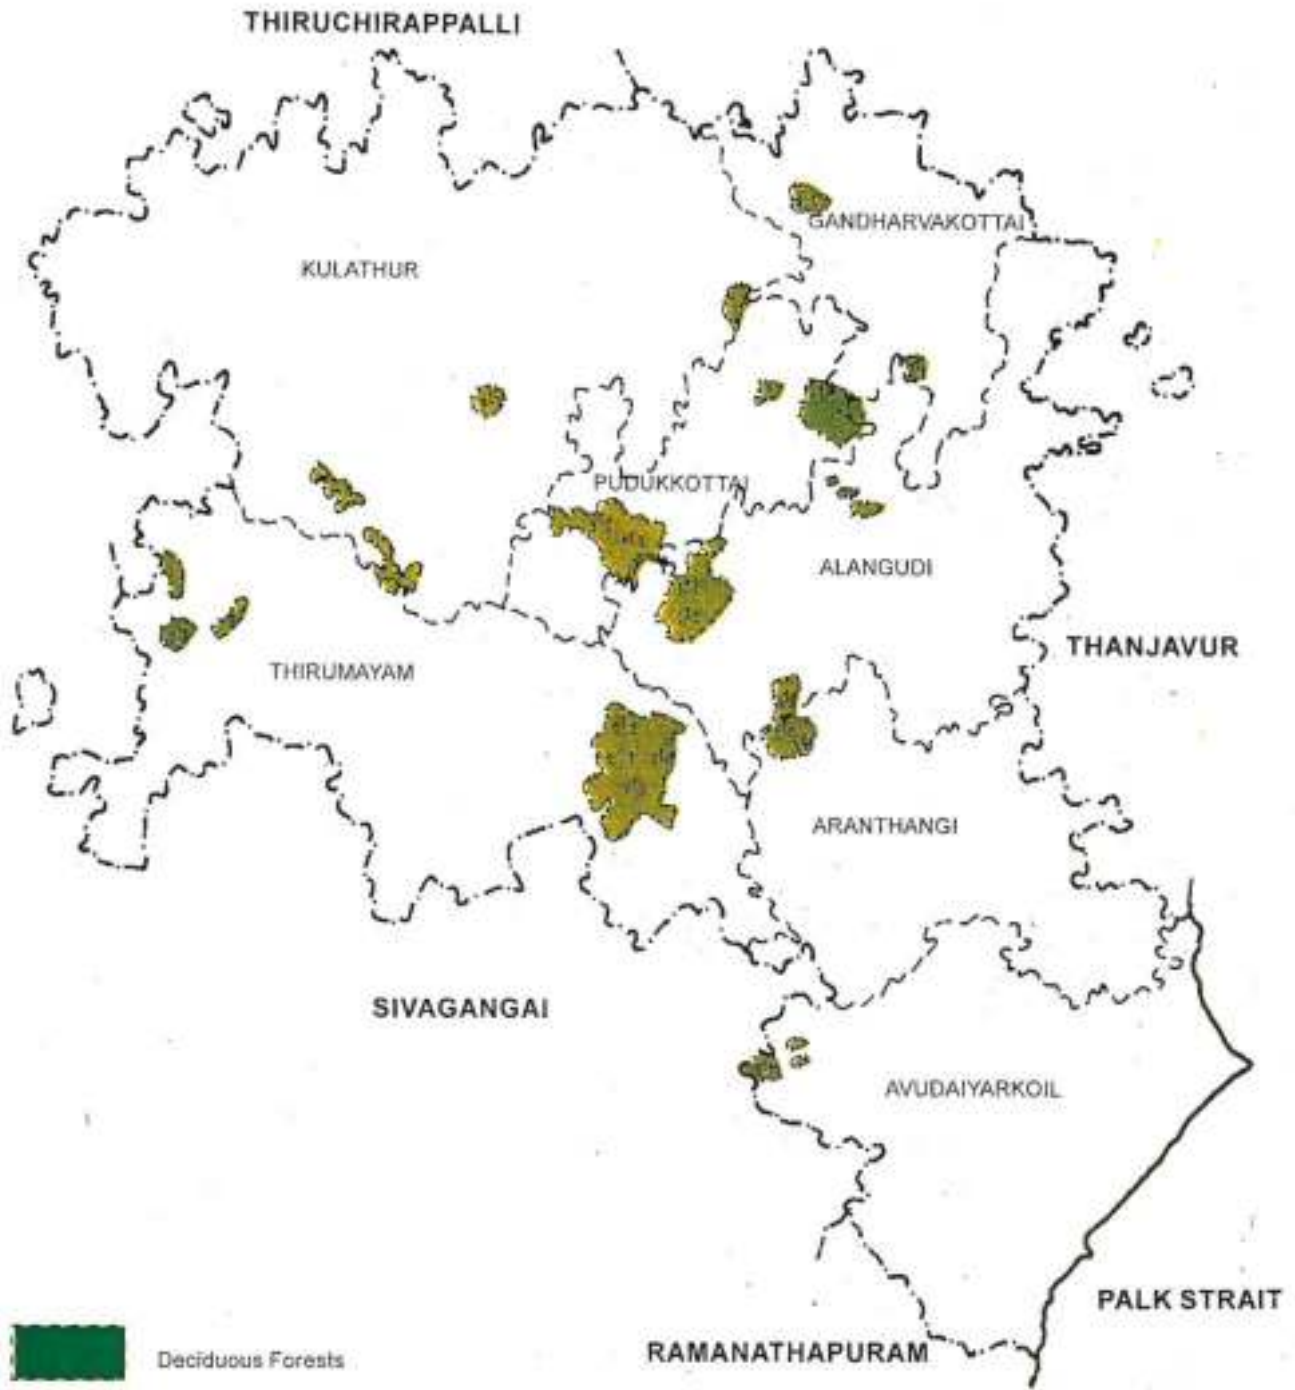 THIRUCHIRAPPALLI
GANDHARVAKOTTAI
KULATHUR
PUDUKKOTTAI
ALANGUDI
THANJAVUR
THIRUMAYAM
ARANTHANGI
SIVAGANGAI
AVUDAIYARKOIL
PALK STRAIT
RAMANATHAPURAM
Deciduous Forests